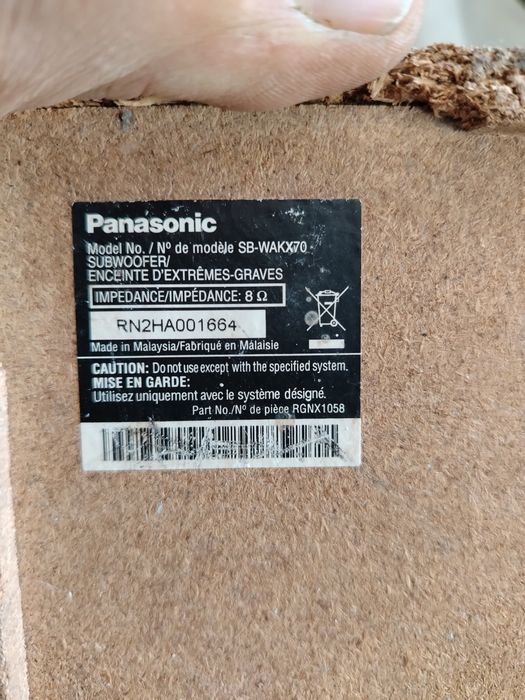 Panasonic
Model No. / Nº de modèle SB-WAKX70
SUBWOOFER/
ENCEINTE D'EXTRÊMES-GRAVES
IMPEDANCE/IMPÉDANCE: 8 Ω
RN2HA001664
Made in Malaysia/Fabriqué en Malaisie
CAUTION: Do not use except with the specified system.
MISE EN GARDE:
Utilisez uniquement avec le système désigné.
Part No./Nº de pièce RGNX1058